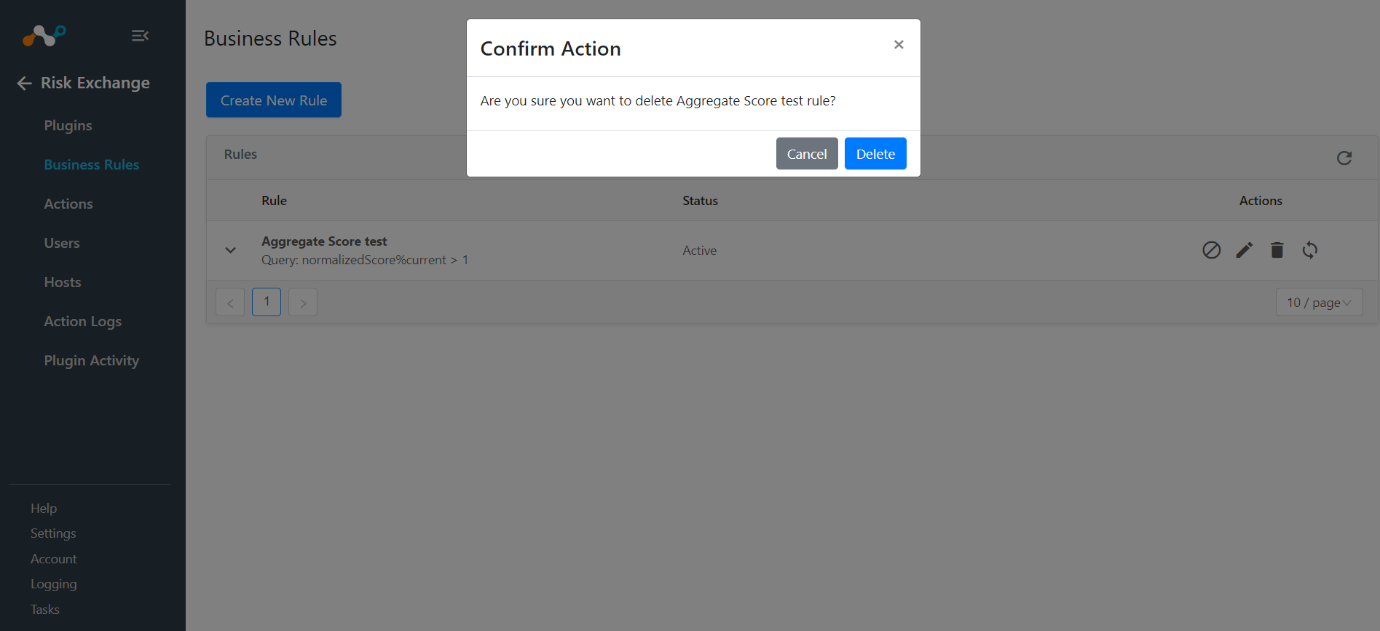 Risk Exchange
Plugins
Business Rules
Actions
Users
Hosts
Action Logs
Plugin Activity
Help
Settings
Account
Logging
Tasks
Business Rules
Create New Rule
Confirm Action
×
Are you sure you want to delete Aggregate Score test rule?
Cancel Delete
Rules
Rule Status Actions
Aggregate Score test
Query: normalizedScore%current > 1
Active
< 1 >
10 / page